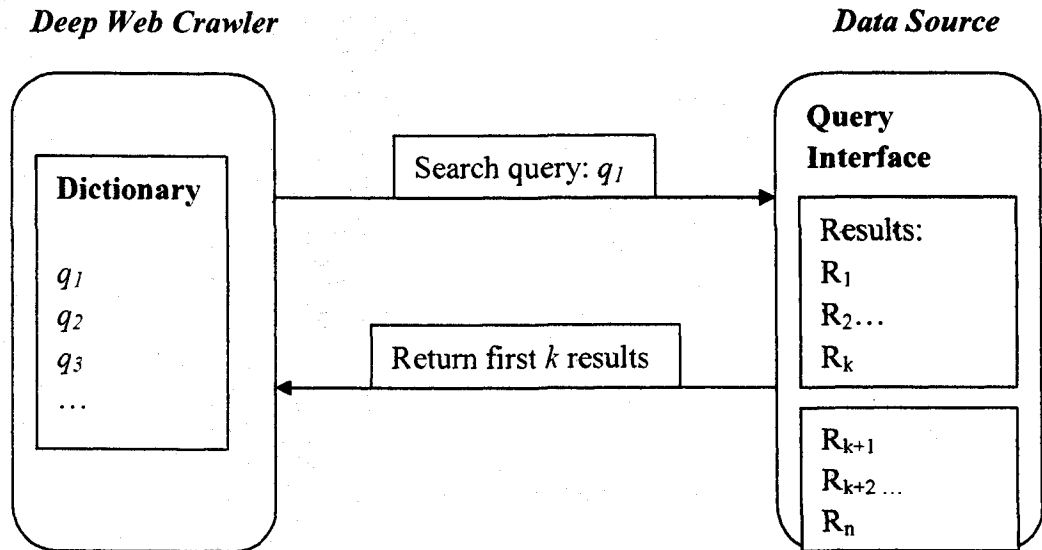 Deep Web Crawler
Data Source
Dictionary
q1
q2
q3
…
Search query: q1
Return first k results
Query
Interface
Results:
R1
R2…
Rk
Rk+1
Rk+2 …
Rn